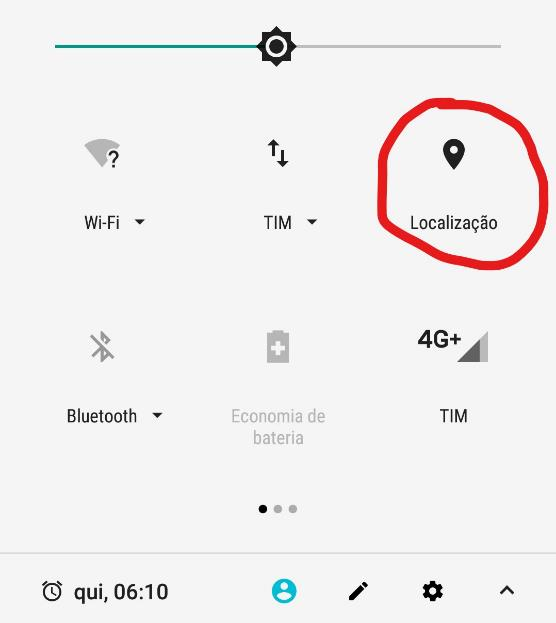 ?
Wi-Fi
TIM
Localização
4G+
Bluetooth
Economia de
bateria
TIM
qui, 06:10